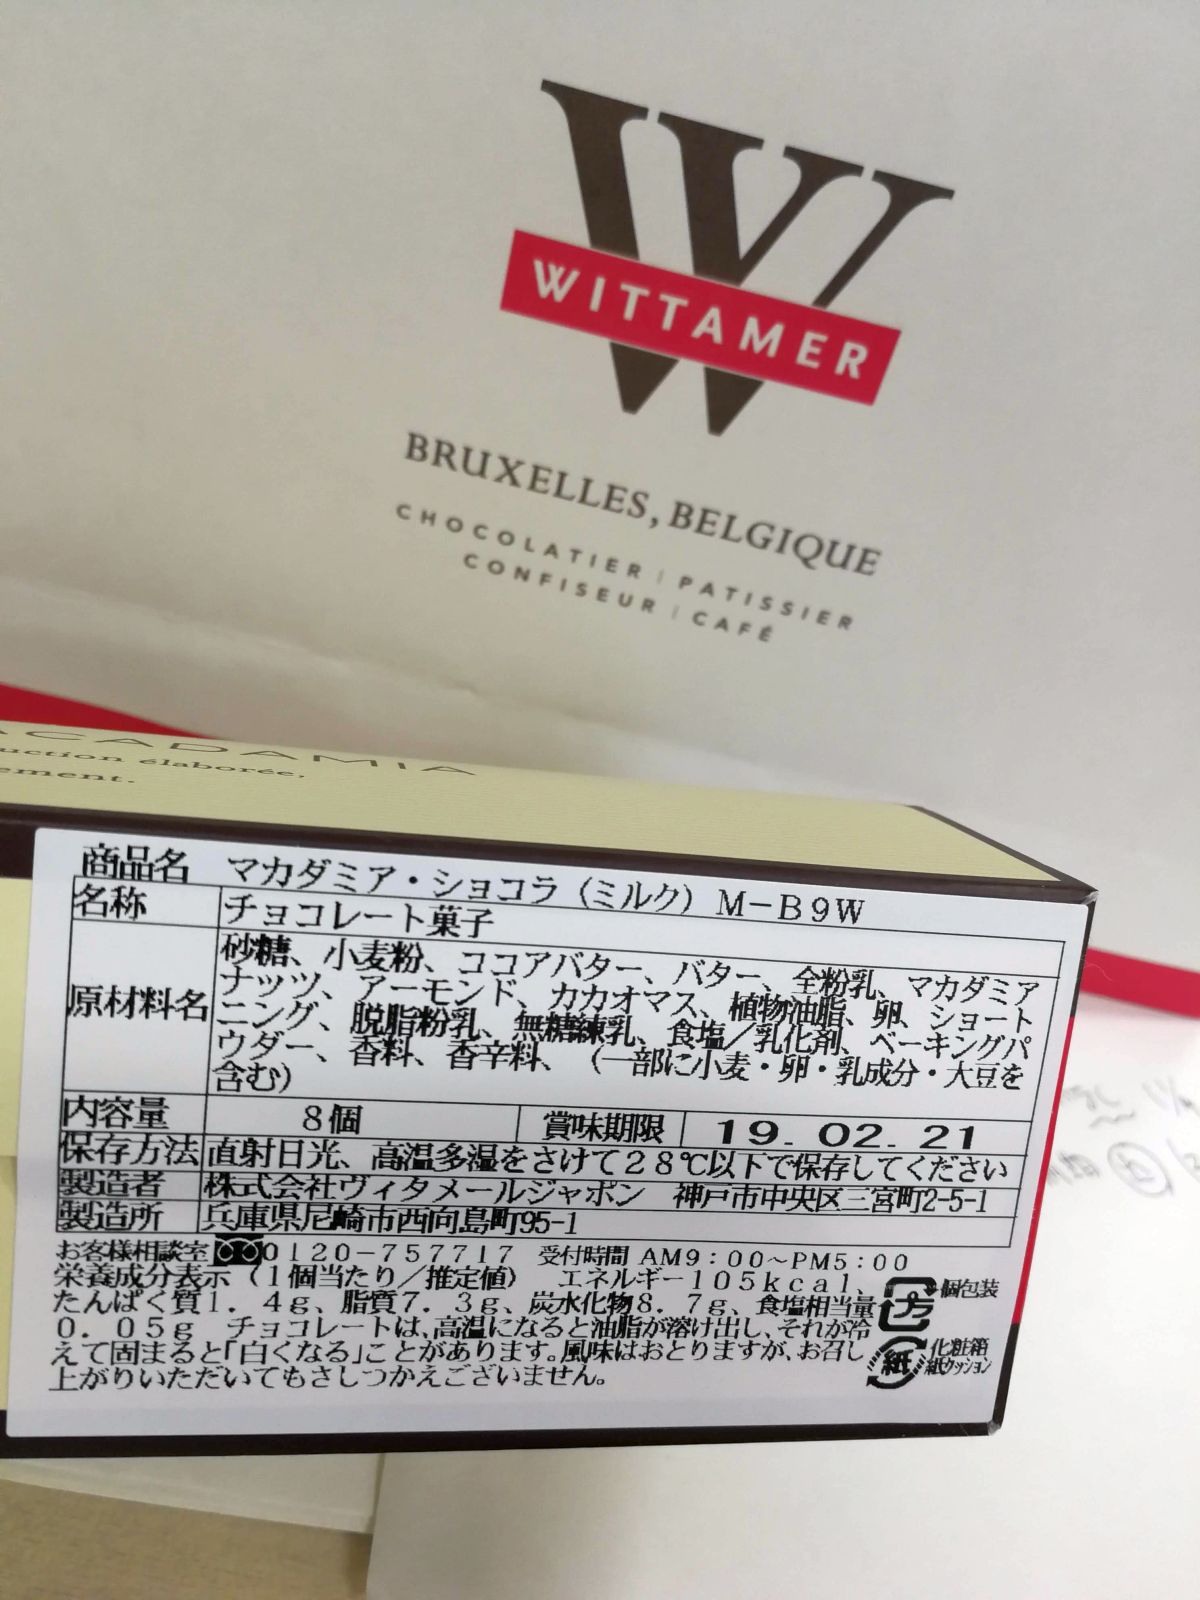 W
WITTAMER
BRUXELLES, BELGIQUE
CHOCOLATIER | PATISSIER
CONFISEUR | CAFÉ
ACADAMIA
uction élaborée,
ement.
商品名 マカダミア・ショコラ（ミルク）M－B9W
名称 チョコレート菓子
原材料名 砂糖、小麦粉、ココアバター、バター、全粉乳、マカダミア
ナッツ、アーモンド、カカオマス、植物油脂、卵、ショート
ニング、脱脂粉乳、無糖練乳、食塩／乳化剤、ベーキングパ
ウダー、香料、香辛料、（一部に小麦・卵・乳成分・大豆を
含む）
内容量 8個 賞味期限 19. 02. 21
保存方法 直射日光、高温多湿をさけて28℃以下で保存してください
製造者 株式会社ヴィタメールジャポン 神戸市中央区三宮町2-5-1
製造所 兵庫県尼崎市西向島町95-1
お客様相談室 0120－757717 受付時間 AM9：00～PM5：00
栄養成分表示（1個当たり／推定値） エネルギー105kcal、
たんぱく質1．4g、脂質7．3g、炭水化物8．7g、食塩相当量
0．05g チョコレートは、高温になると油脂が溶け出し、それが冷
えて固まると「白くなる」ことがあります。風味はおとりますが、お召し
上がりいただいてもさしつかえございません。
プラ 個包装
紙 化粧箱
紙クッション